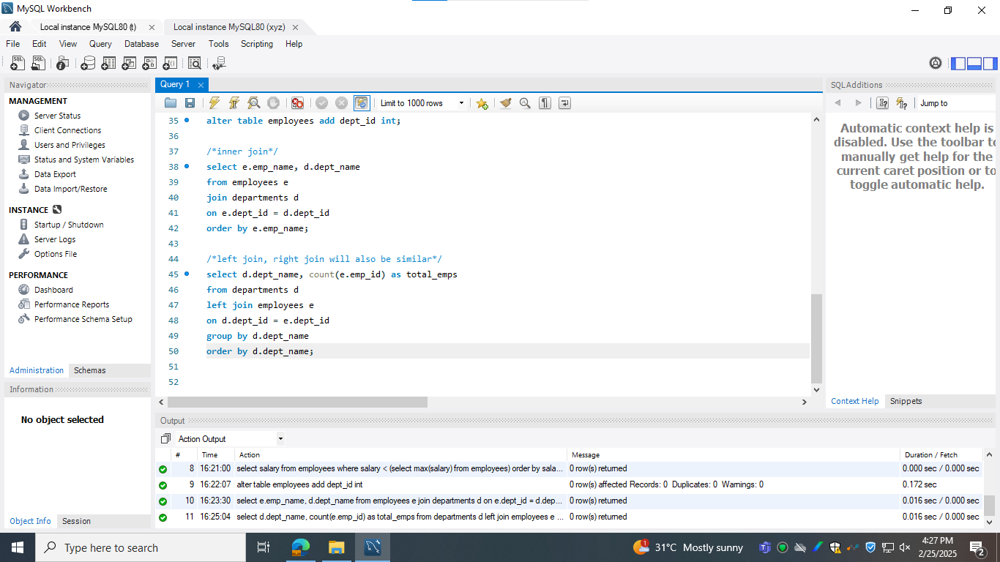 MySQL Workbench
Local instance MySQL80 (t)
Local instance MySQL80 (xyz)
File Edit View Query Database Server Tools Scripting Help
Navigator
MANAGEMENT
Server Status
Client Connections
Users and Privileges
Status and System Variables
Data Export
Data Import/Restore
INSTANCE
Startup / Shutdown
Server Logs
Options File
PERFORMANCE
Dashboard
Performance Reports
Performance Schema Setup
Administration Schemas
Information
No object selected
Object Info Session
Query 1
Limit to 1000 rows
35 alter table employees add dept_id int;
36
37 /*inner join*/
38 select e.emp_name, d.dept_name
39 from employees e
40 join departments d
41 on e.dept_id = d.dept_id
42 order by e.emp_name;
43
44 /*left join, right join will also be similar*/
45 select d.dept_name, count(e.emp_id) as total_emps
46 from departments d
47 left join employees e
48 on d.dept_id = e.dept_id
49 group by d.dept_name
50 order by d.dept_name;
51
52
SQLAdditions
Jump to
Automatic context help is
disabled. Use the toolbar to
manually get help for the
current caret position or to
toggle automatic help.
Context Help Snippets
Output
Action Output
# Time Action Message Duration / Fetch
8 16:21:00 select salary from employees where salary < (select max(salary) from employees) order by sala... 0 row(s) returned 0.000 sec / 0.000 sec
9 16:22:07 alter table employees add dept_id int 0 row(s) affected Records: 0 Duplicates: 0 Warnings: 0 0.172 sec
10 16:23:30 select e.emp_name, d.dept_name from employees e join departments d on e.dept_id = d.dep... 0 row(s) returned 0.016 sec / 0.000 sec
11 16:25:04 select d.dept_name, count(e.emp_id) as total_emps from departments d left join employees e ... 0 row(s) returned 0.016 sec / 0.000 sec
Type here to search
1
31°C Mostly sunny
4:27 PM
2/25/2025
2